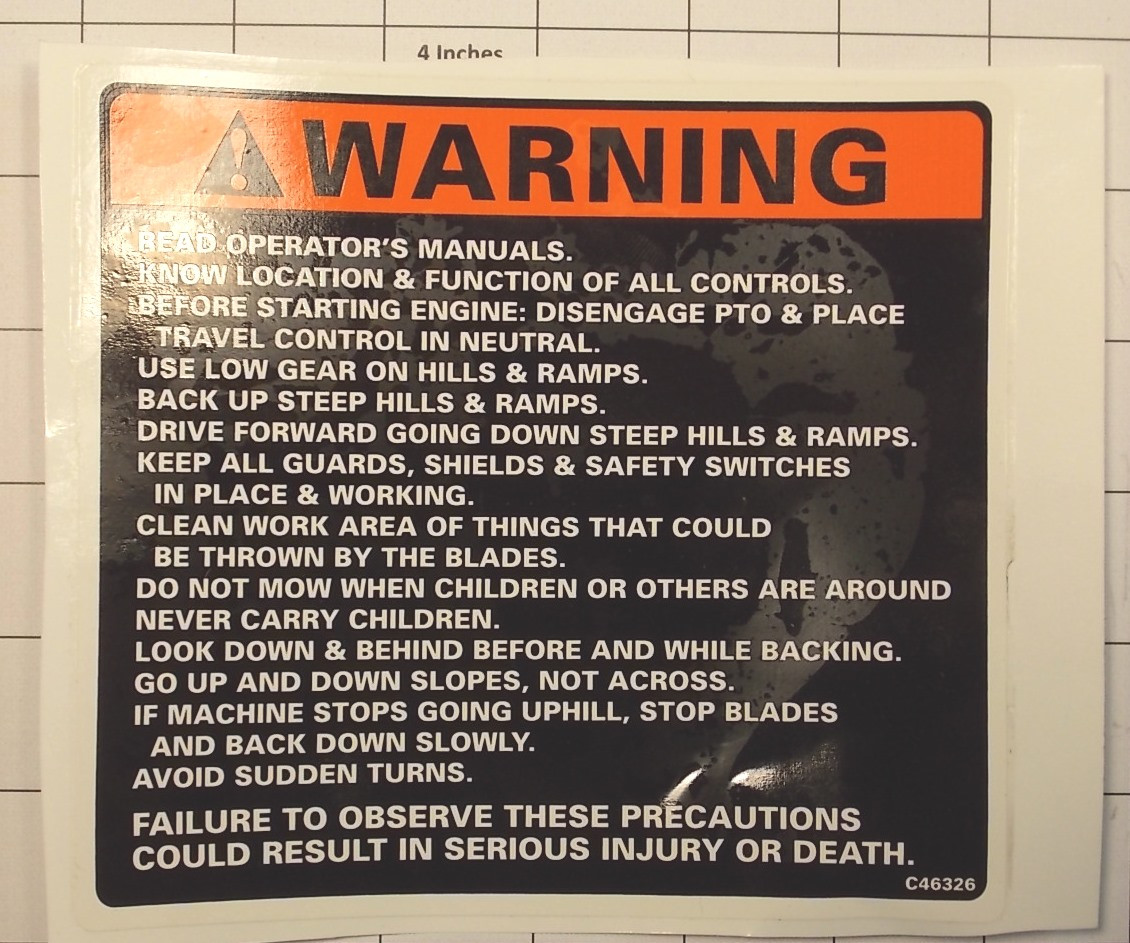 4 Inches
WARNING
READ OPERATOR'S MANUALS.
KNOW LOCATION & FUNCTION OF ALL CONTROLS.
BEFORE STARTING ENGINE: DISENGAGE PTO & PLACE
TRAVEL CONTROL IN NEUTRAL.
USE LOW GEAR ON HILLS & RAMPS.
BACK UP STEEP HILLS & RAMPS.
DRIVE FORWARD GOING DOWN STEEP HILLS & RAMPS.
KEEP ALL GUARDS, SHIELDS & SAFETY SWITCHES
IN PLACE & WORKING.
CLEAN WORK AREA OF THINGS THAT COULD
BE THROWN BY THE BLADES.
DO NOT MOW WHEN CHILDREN OR OTHERS ARE AROUND
NEVER CARRY CHILDREN.
LOOK DOWN & BEHIND BEFORE AND WHILE BACKING.
GO UP AND DOWN SLOPES, NOT ACROSS.
IF MACHINE STOPS GOING UPHILL, STOP BLADES
AND BACK DOWN SLOWLY.
AVOID SUDDEN TURNS.
FAILURE TO OBSERVE THESE PRECAUTIONS
COULD RESULT IN SERIOUS INJURY OR DEATH.
C46326